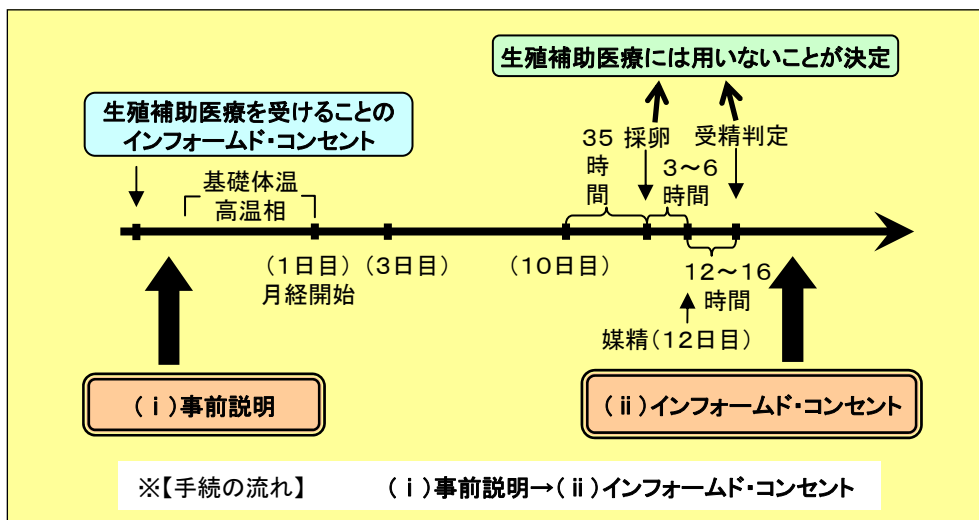 生殖補助医療には用いないことが決定
生殖補助医療を受けることの
インフォームド・コンセント
35
時
間
採卵
受精判定
3～6
時間
基礎体温
高温相
(1日目)
月経開始
(3日目)
(10日目)
12～16
時間
媒精(12日目)
(ⅰ)事前説明
(ⅱ)インフォームド・コンセント
※【手続の流れ】 (ⅰ)事前説明→(ⅱ)インフォームド・コンセント